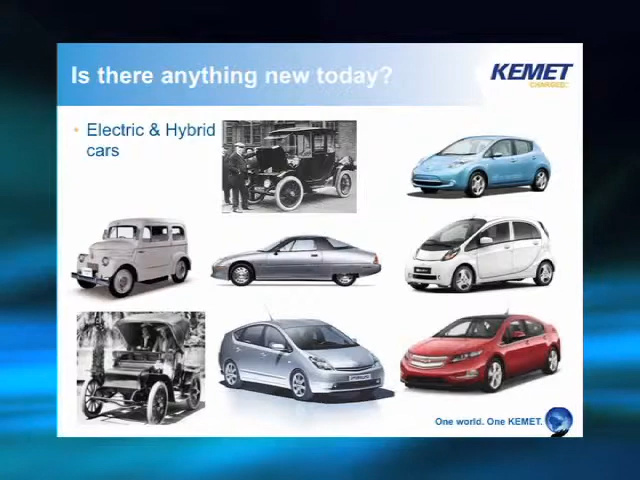 Is there anything new today?
KEMET
CHARGED.
• Electric & Hybrid
cars
One world. One KEMET.